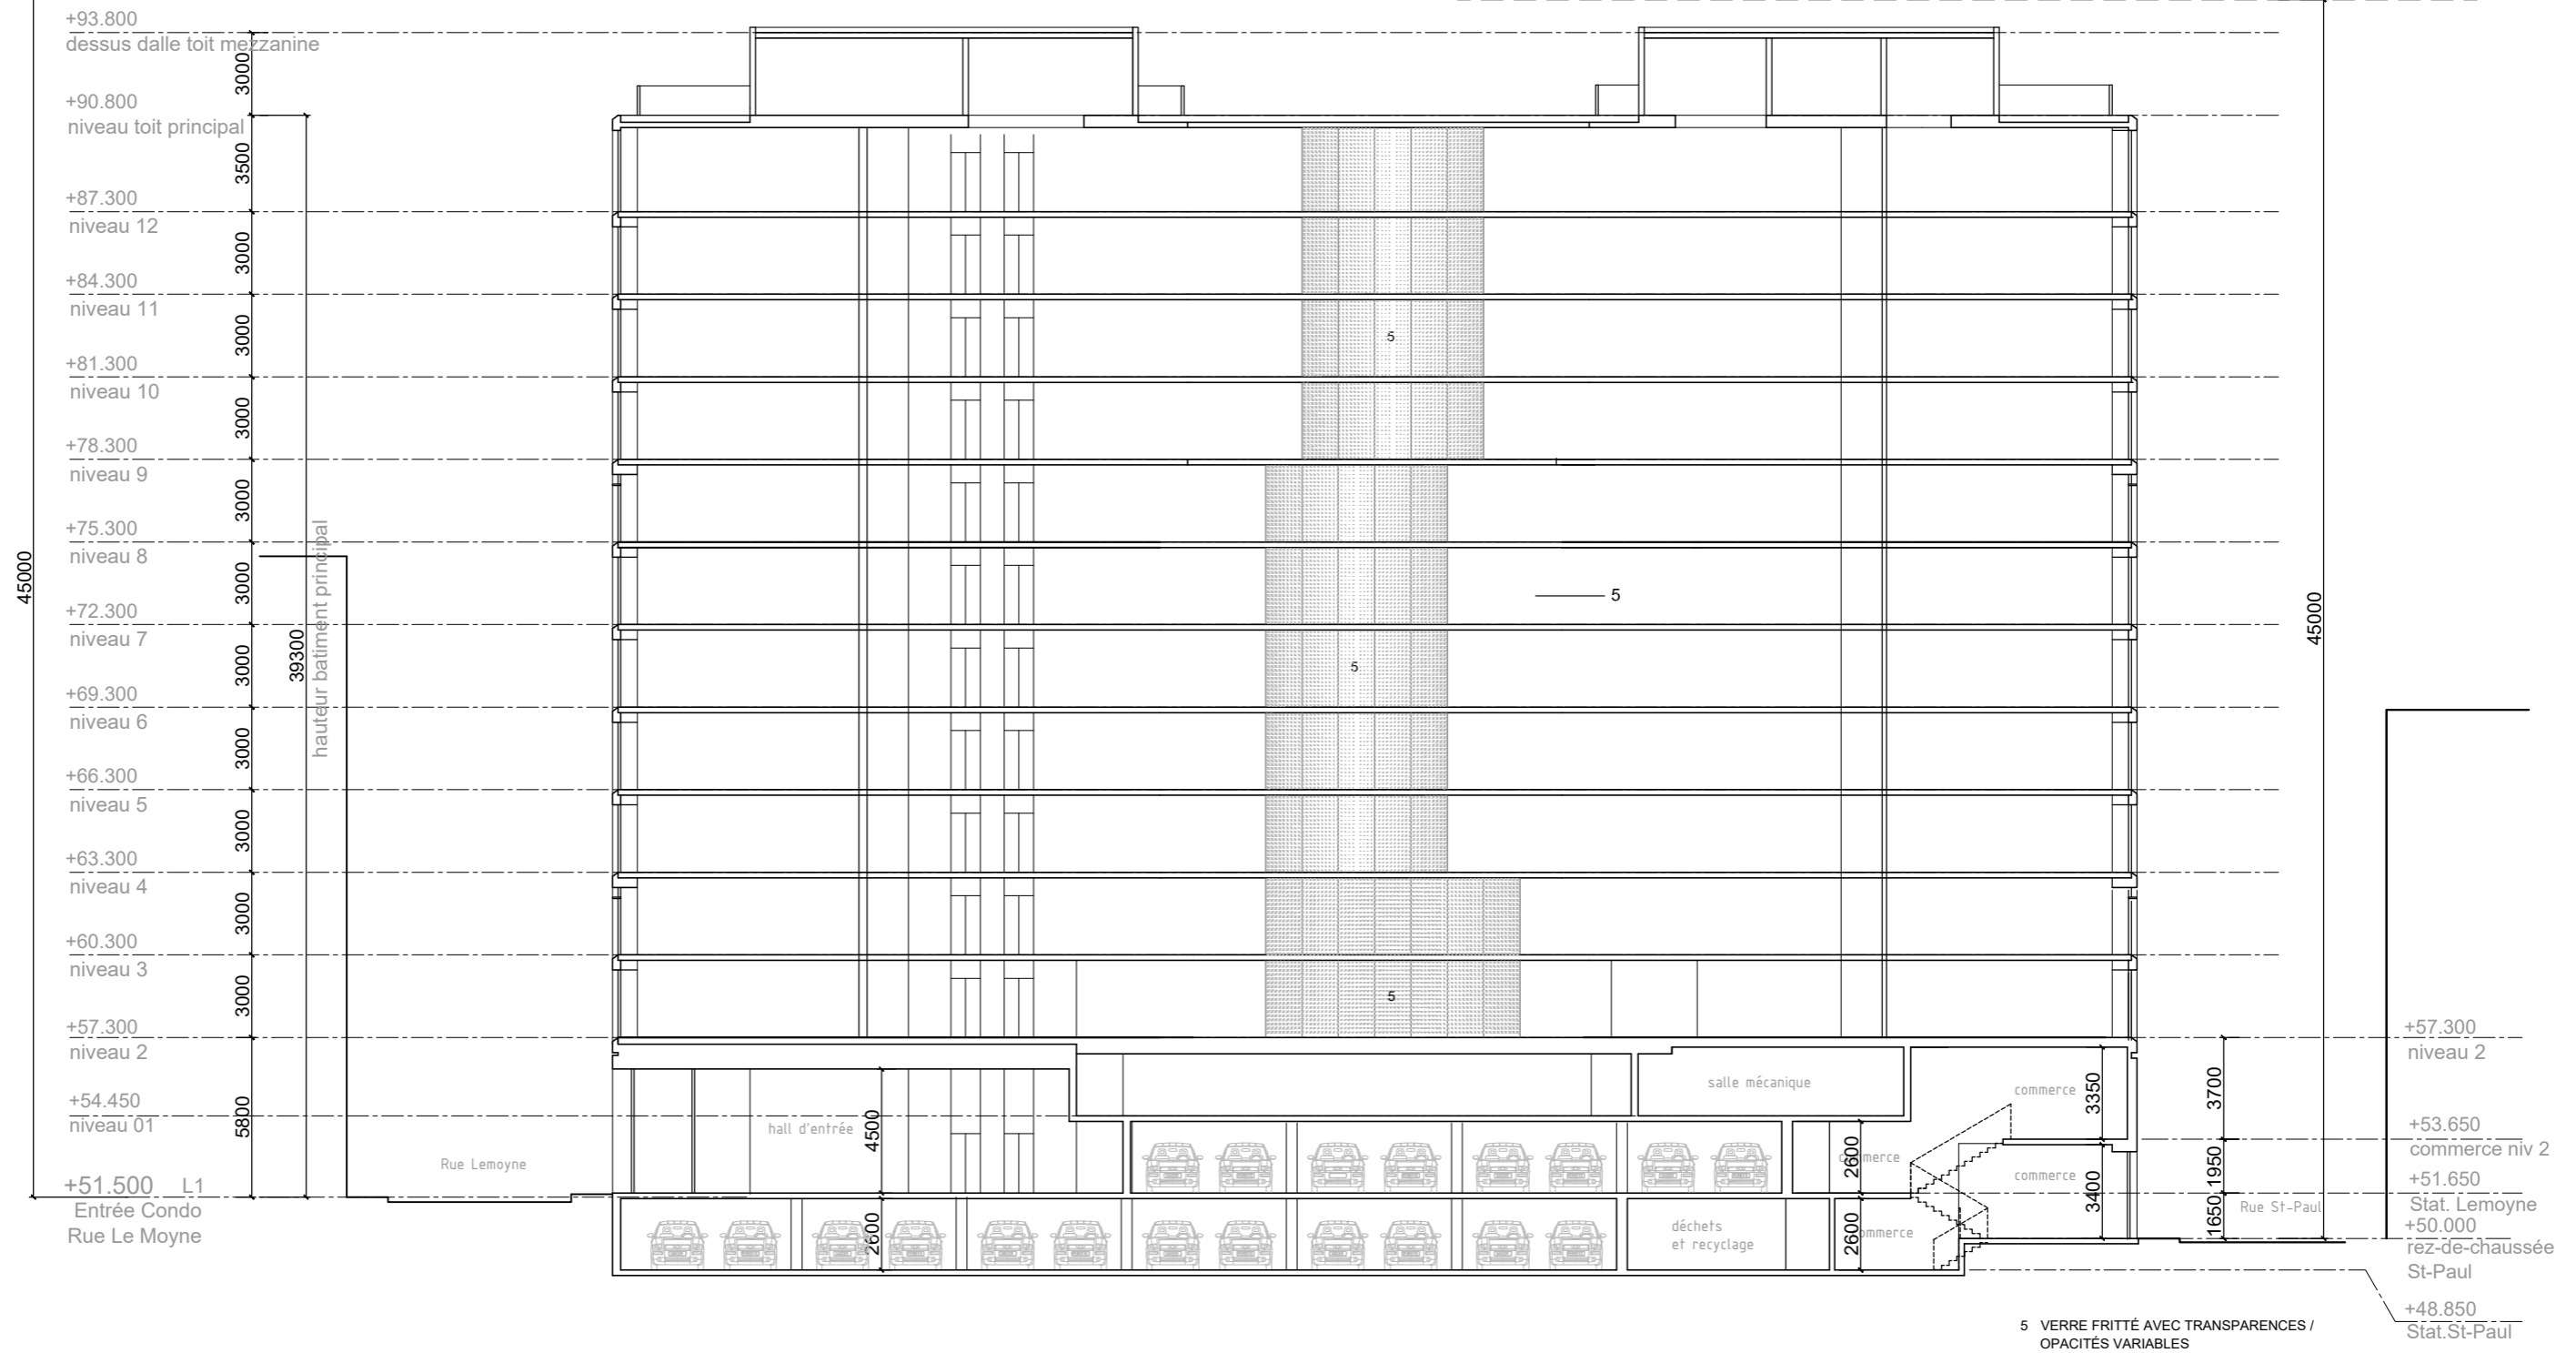 +93.800
dessus dalle toit mezzanine
3000
+90.800
niveau toit principal
3500
+87.300
niveau 12
3000
+84.300
niveau 11
3000
+81.300
niveau 10
3000
+78.300
niveau 9
3000
+75.300
niveau 8
3000
+72.300
niveau 7
3000
+69.300
niveau 6
3000
+66.300
niveau 5
3000
+63.300
niveau 4
3000
+60.300
niveau 3
3000
+57.300
niveau 2
+54.450
niveau 01
5800
+51.500 L1
Entrée Condo
Rue Le Moyne
45000
39300
hauteur batiment principal
Rue Lemoyne
5
5
5
5
hall d'entrée
4500
2600
salle mécanique
déchets
et recyclage
2600
2600
commerce
commerce
commerce
commerce
3350
3400
45000
3700
1950
1650
Rue St-Paul
+57.300
niveau 2
+53.650
commerce niv 2
+51.650
Stat. Lemoyne
+50.000
rez-de-chaussée
St-Paul
+48.850
Stat.St-Paul
5 VERRE FRITTÉ AVEC TRANSPARENCES /
OPACITÉS VARIABLES